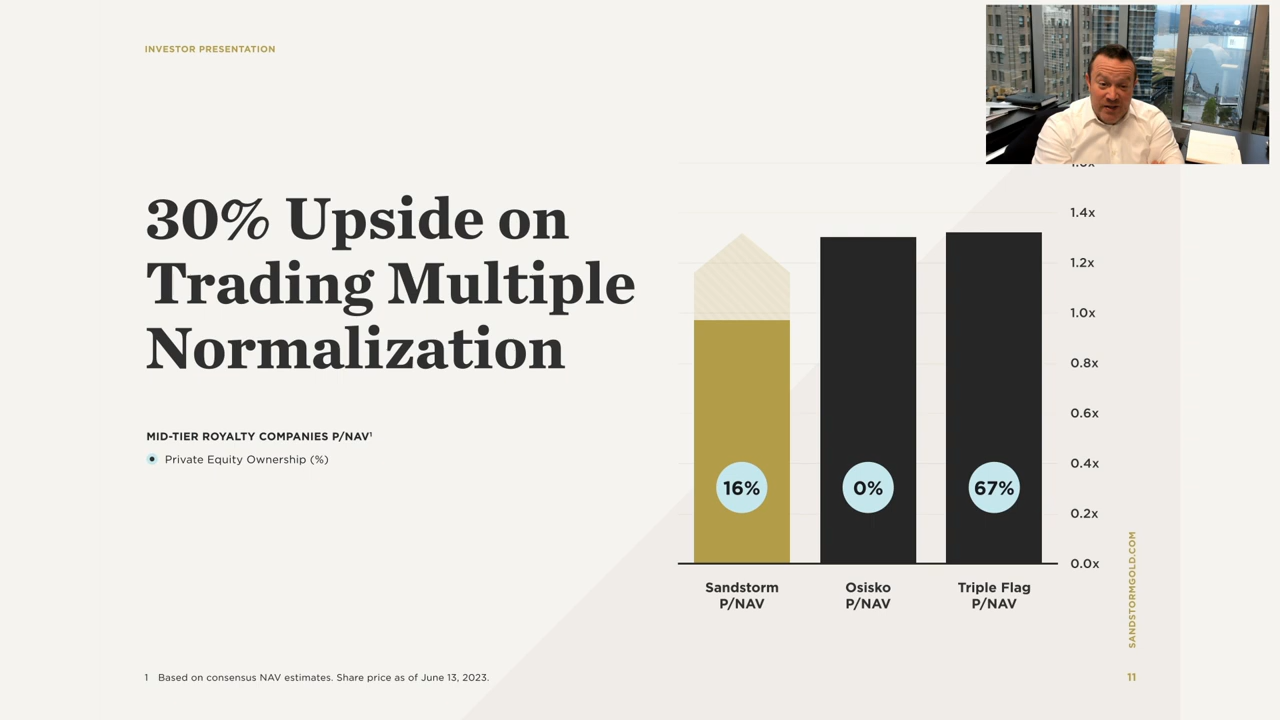 INVESTOR PRESENTATION
30% Upside on
Trading Multiple
Normalization
MID-TIER ROYALTY COMPANIES P/NAV¹
Private Equity Ownership (%)
1.4x
1.2x
1.0x
0.8x
0.6x
0.4x
0.2x
0.0x
16%
0%
67%
Sandstorm
P/NAV
Osisko
P/NAV
Triple Flag
P/NAV
SANDSTORMGOLD.COM
1 Based on consensus NAV estimates. Share price as of June 13, 2023.
11